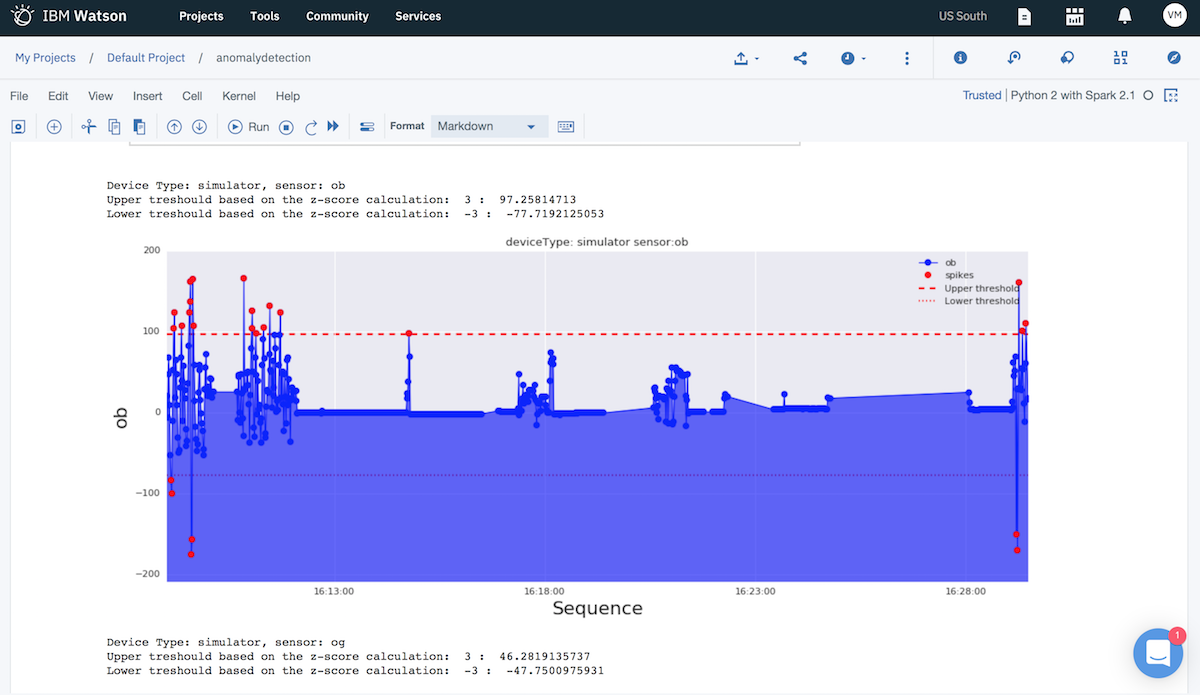 IBM Watson Projects Tools Community Services US South VM
My Projects / Default Project / anomalydetection
File Edit View Insert Cell Kernel Help Trusted | Python 2 with Spark 2.1
Run Format Markdown
Device Type: simulator, sensor: ob
Upper treshould based on the z-score calculation: 3 : 97.25814713
Lower treshould based on the z-score calculation: -3 : -77.7192125053
deviceType: simulator sensor:ob
ob
spikes
Upper threshold
Lower threshold
200
100
0
−100
−200
ob
16:13:00 16:18:00 16:23:00 16:28:00
Sequence
Device Type: simulator, sensor: og
Upper treshould based on the z-score calculation: 3 : 46.2819135737
Lower treshould based on the z-score calculation: -3 : -47.7500975931
1